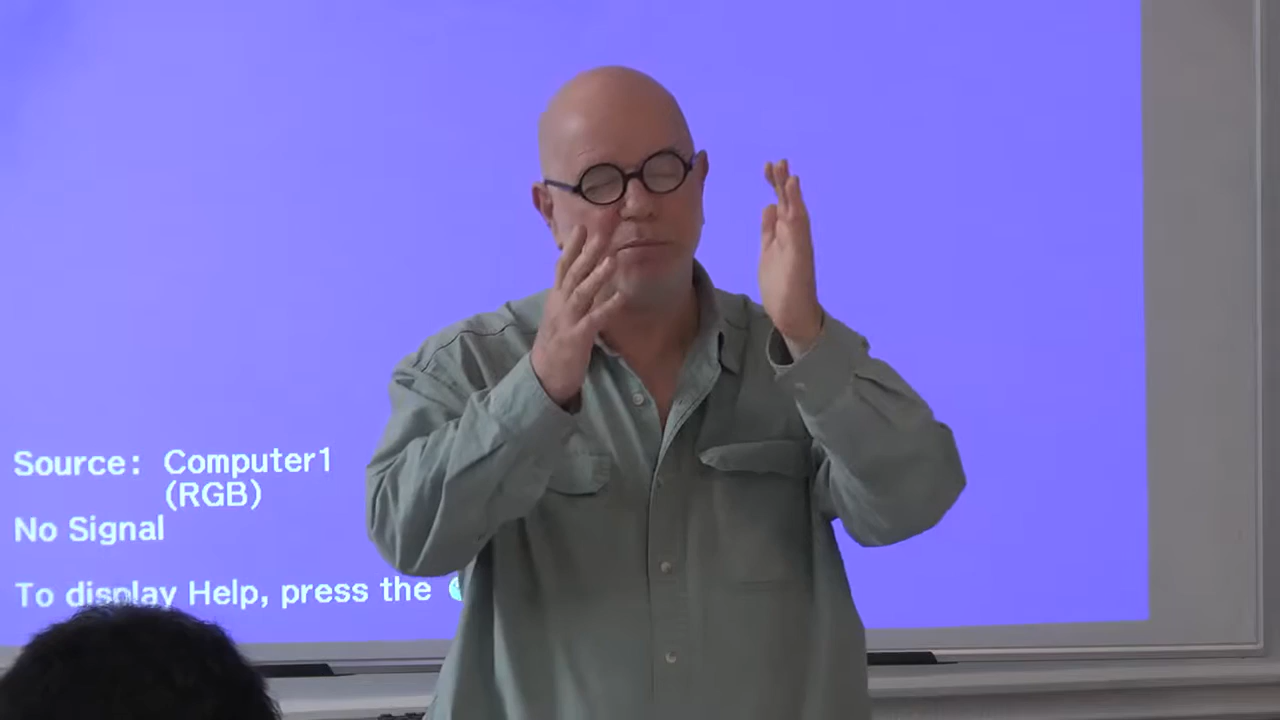 Source: Computer1
(RGB)
No Signal
To display Help, press the